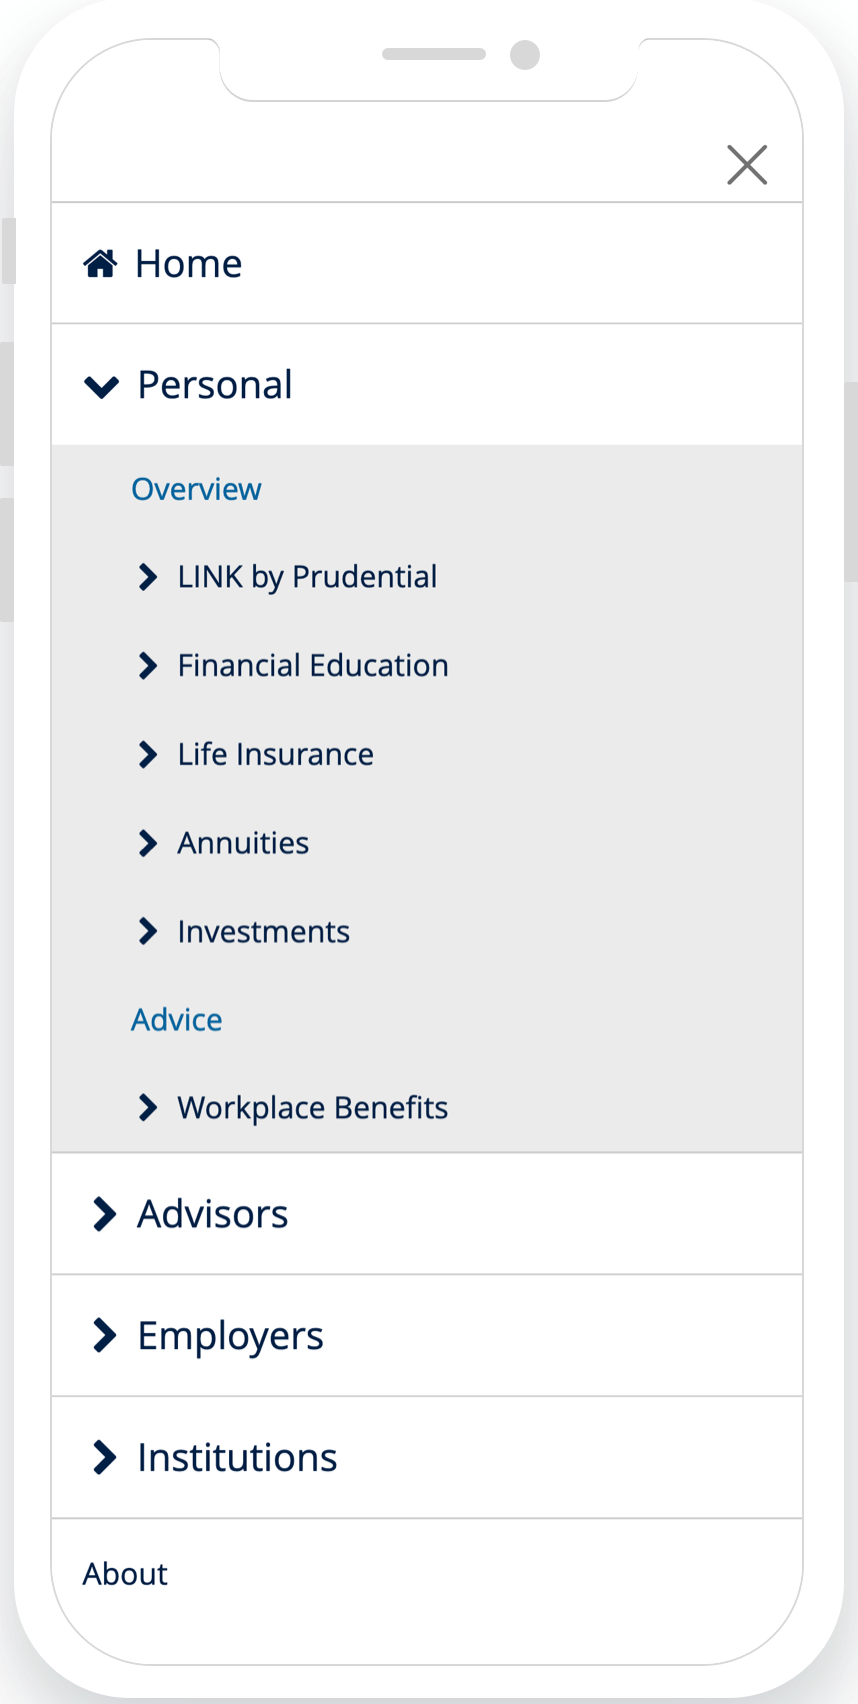 Home
Personal
Overview
LINK by Prudential
Financial Education
Life Insurance
Annuities
Investments
Advice
Workplace Benefits
Advisors
Employers
Institutions
About